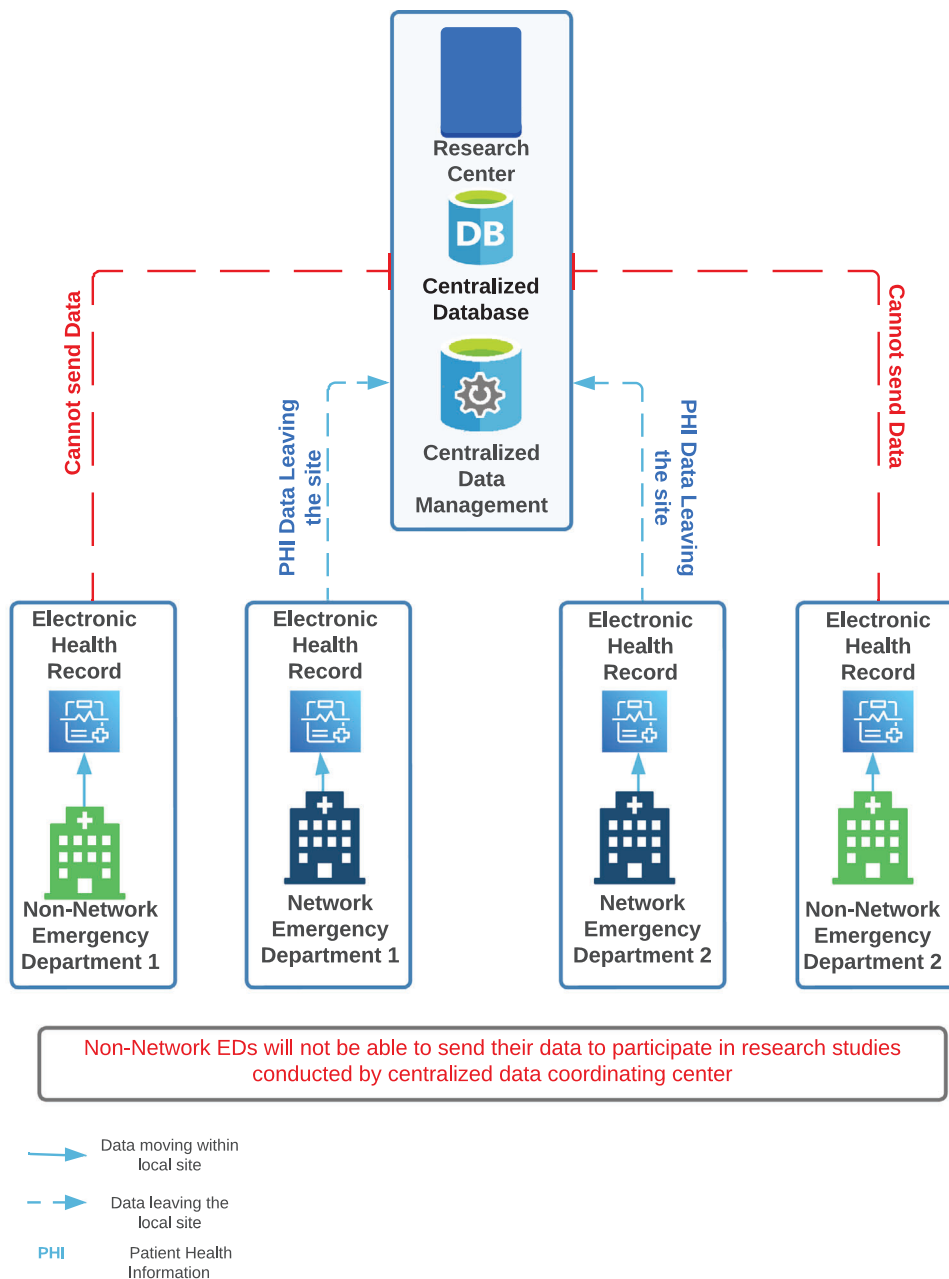 Research
Center
DB
Centralized
Database
Centralized
Data
Management
Cannot send Data
PHI Data Leaving
the site
PHI Data Leaving
the site
Cannot send Data
Electronic
Health
Record
Non-Network
Emergency
Department 1
Electronic
Health
Record
Network
Emergency
Department 1
Electronic
Health
Record
Network
Emergency
Department 2
Electronic
Health
Record
Non-Network
Emergency
Department 2
Non-Network EDs will not be able to send their data to participate in research studies
conducted by centralized data coordinating center
Data moving within
local site
Data leaving the
local site
PHI Patient Health
Information